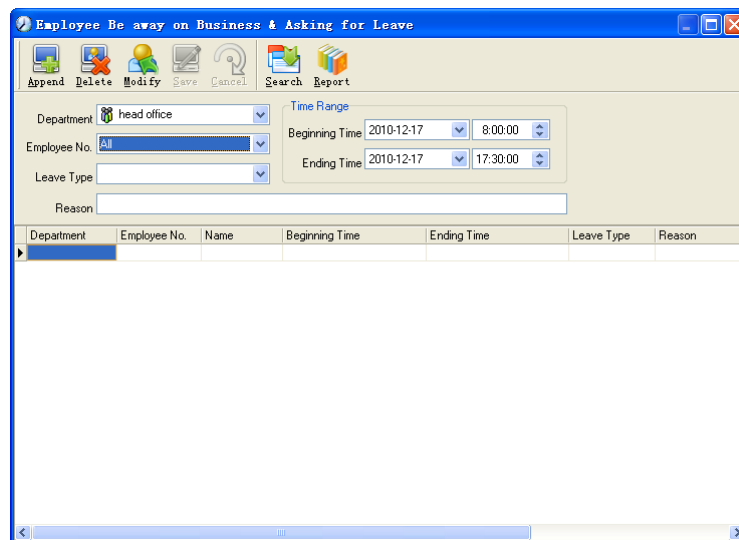 Employee Be away on Business & Asking for Leave
Append Delete Modify Save Cancel Search Report
Department head office
Employee No. All
Leave Type
Reason
Time Range
Beginning Time 2010-12-17 8:00:00
Ending Time 2010-12-17 17:30:00
Department Employee No. Name Beginning Time Ending Time Leave Type Reason